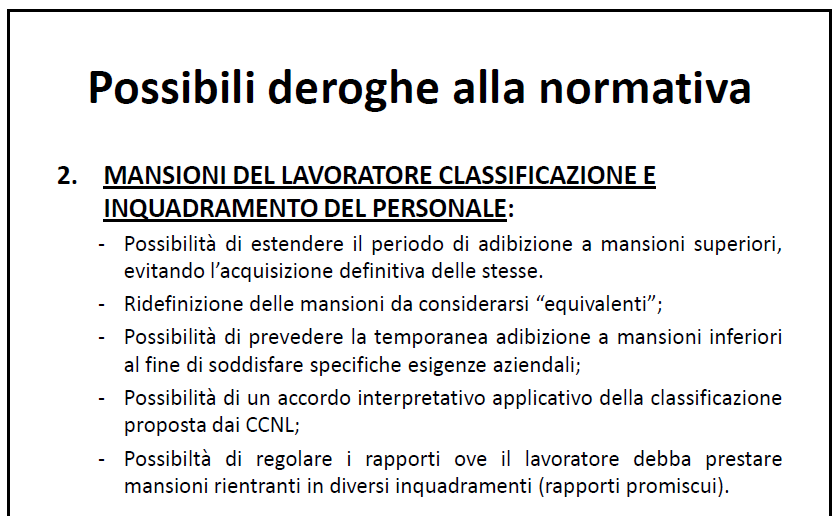 Possibili deroghe alla normativa
2. MANSIONI DEL LAVORATORE CLASSIFICAZIONE E
INQUADRAMENTO DEL PERSONALE:
- Possibilità di estendere il periodo di adibizione a mansioni superiori,
evitando l'acquisizione definitiva delle stesse.
- Ridefinizione delle mansioni da considerarsi “equivalenti”;
- Possibilità di prevedere la temporanea adibizione a mansioni inferiori
al fine di soddisfare specifiche esigenze aziendali;
- Possibilità di un accordo interpretativo applicativo della classificazione
proposta dai CCNL;
- Possibiltà di regolare i rapporti ove il lavoratore debba prestare
mansioni rientranti in diversi inquadramenti (rapporti promiscui).